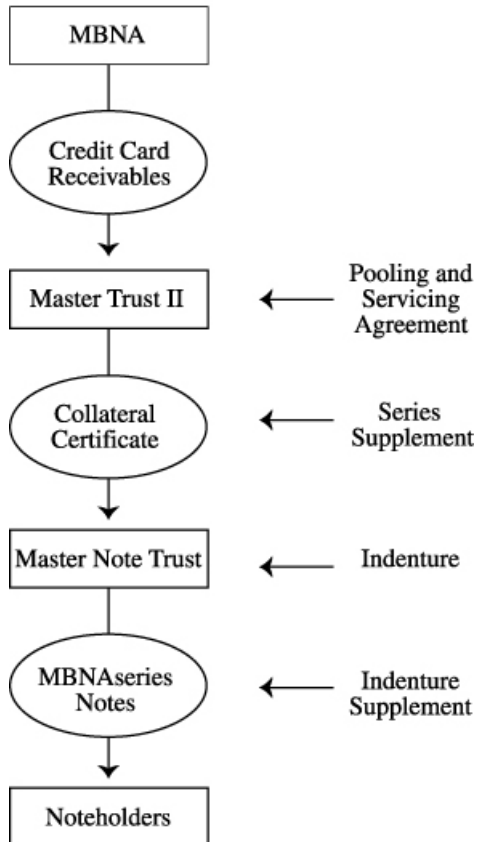 MBNA
Credit Card
Receivables
Master Trust II
Pooling and
Servicing
Agreement
Collateral
Certificate
Series
Supplement
Master Note Trust
Indenture
MBNAseries
Notes
Indenture
Supplement
Noteholders